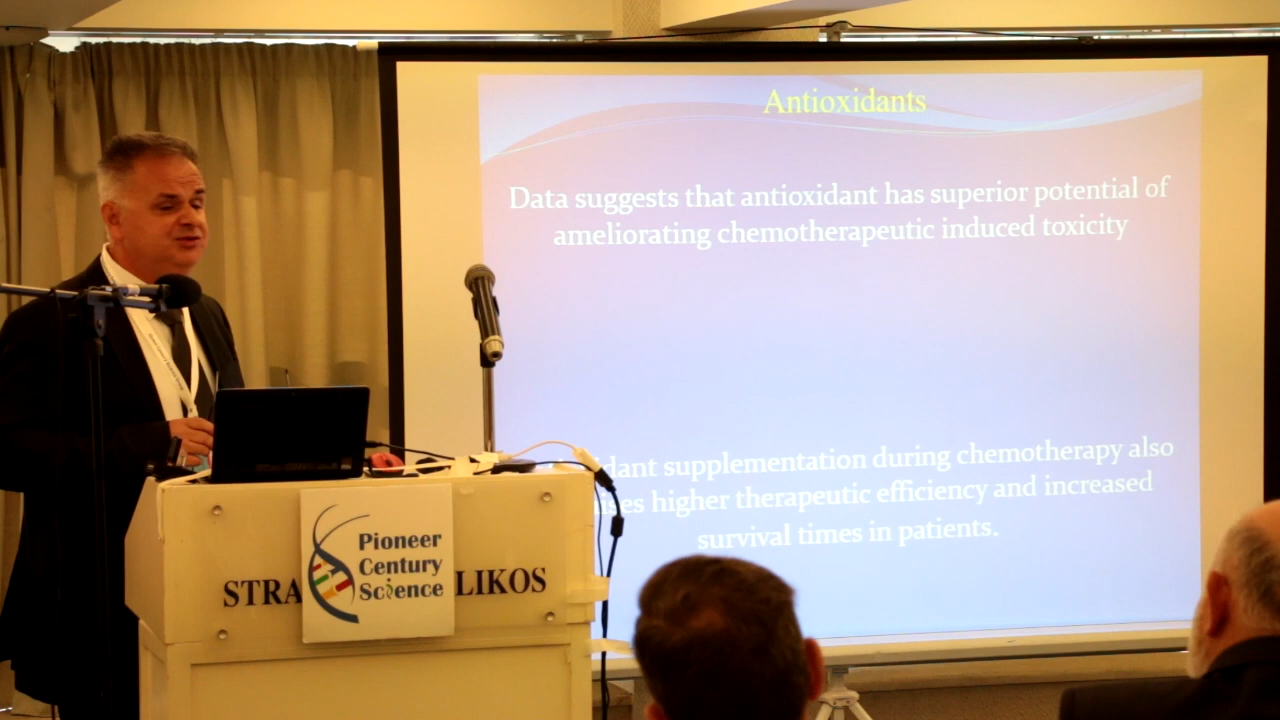 Antioxidants
Data suggests that antioxidant has superior potential of
ameliorating chemotherapeutic induced toxicity
supplementation during chemotherapy also
higher therapeutic efficiency and increased
survival times in patients.
Pioneer
Century
Science
STRA LIKOS